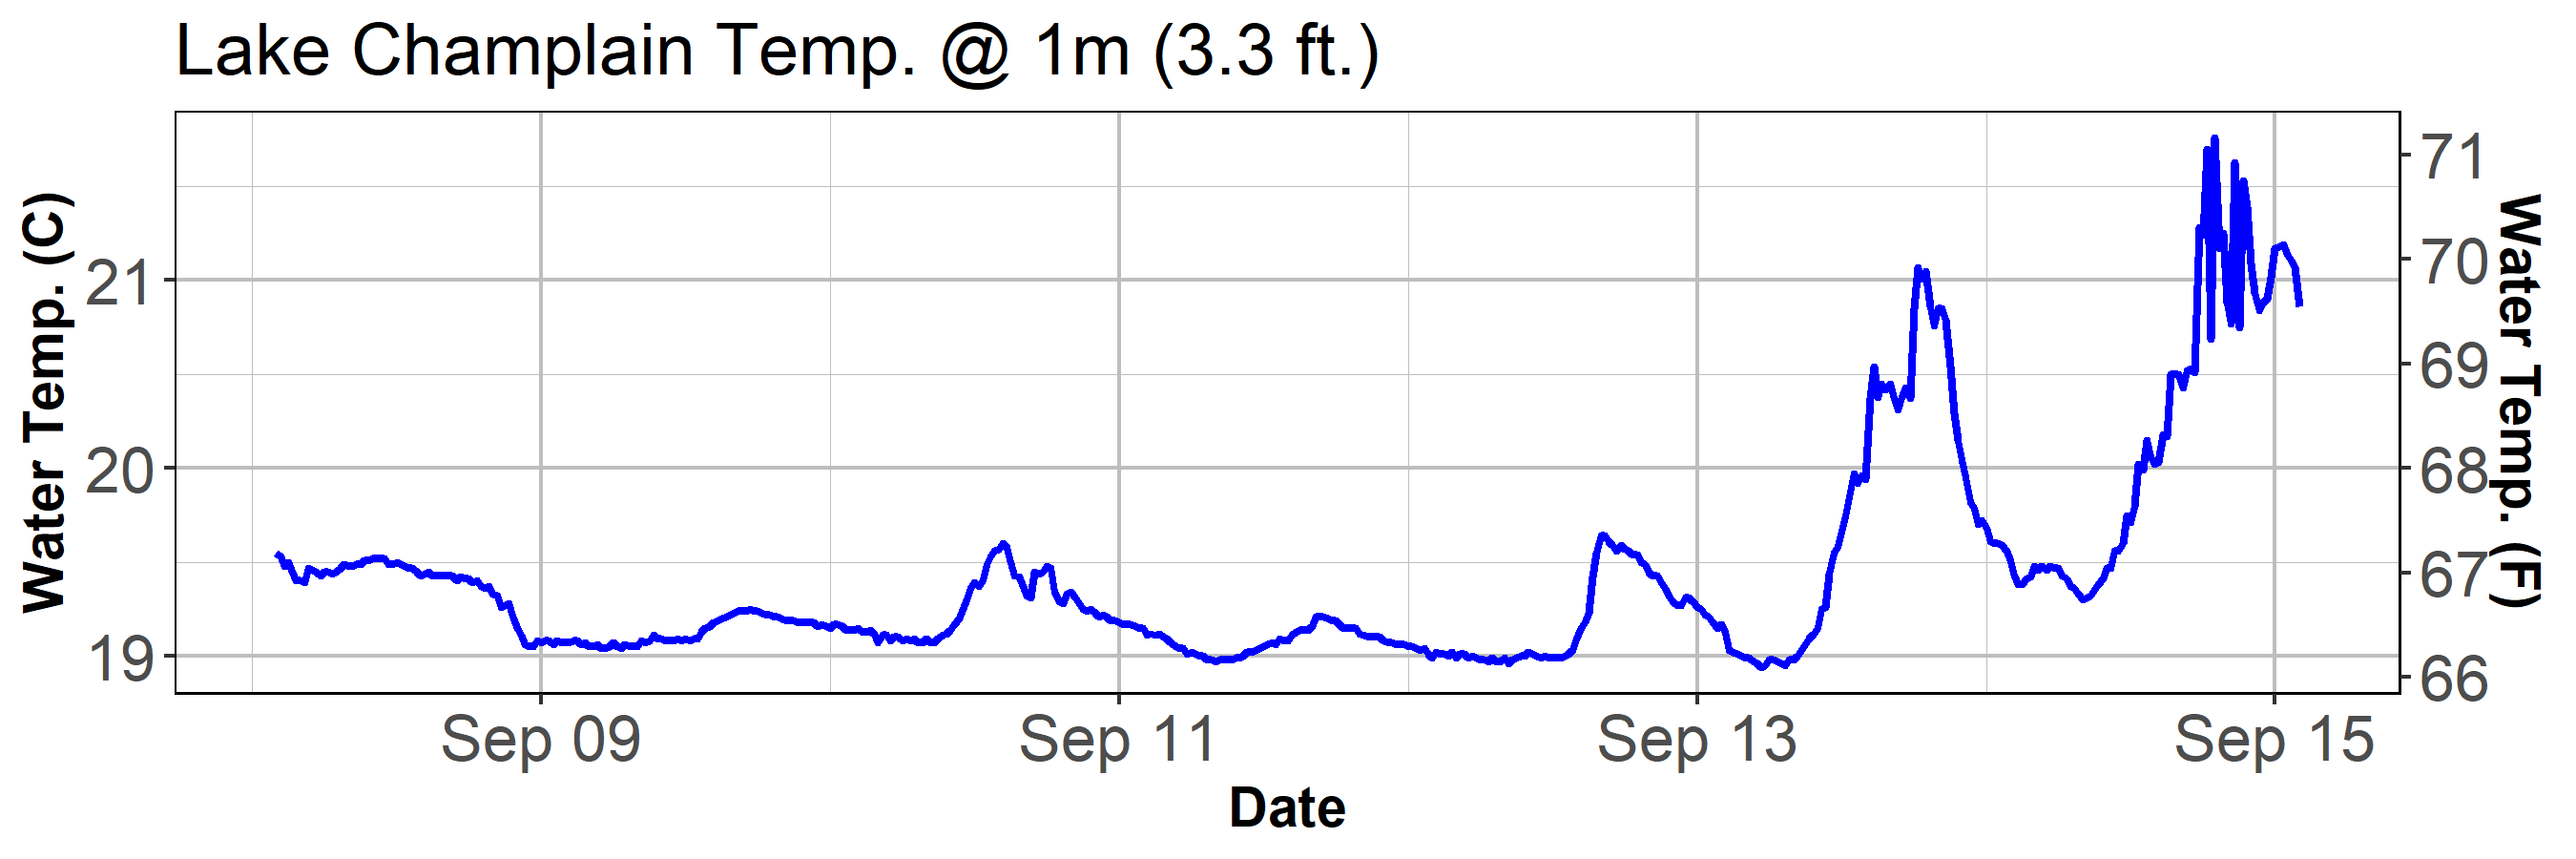 Lake Champlain Temp. @ 1m (3.3 ft.)
Water Temp. (C)
21
20
19
71
70
69
68
67
66
Water Temp. (F)
Sep 09 Sep 11 Sep 13 Sep 15
Date